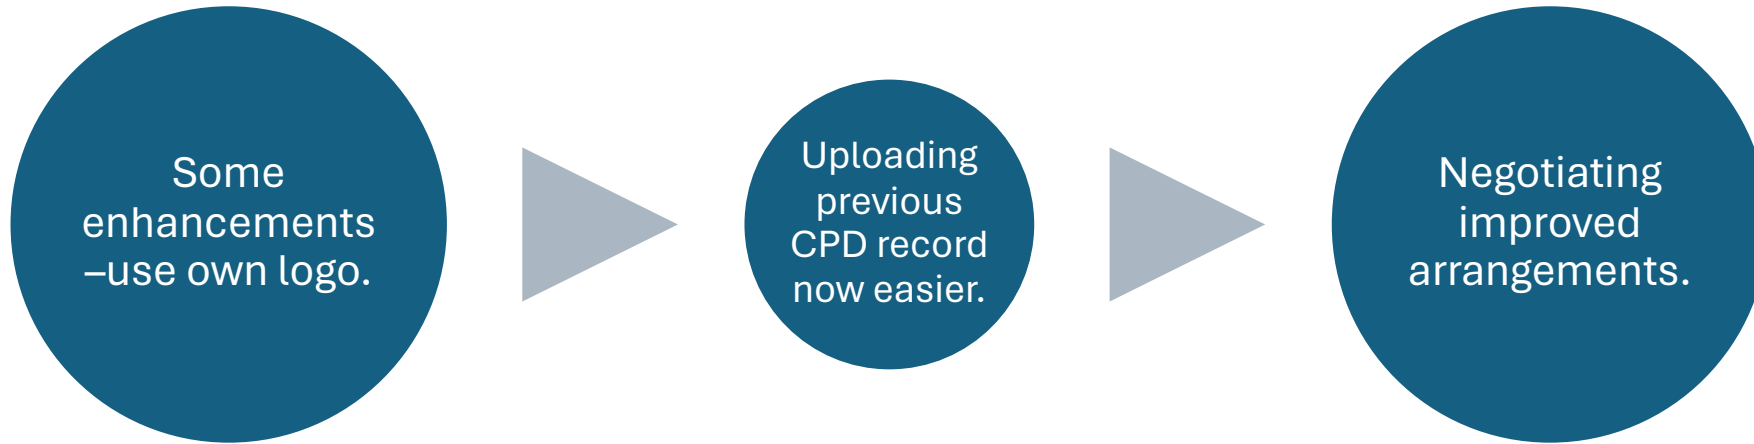 Some
enhancements
–use own logo.
Uploading
previous
CPD record
now easier.
Negotiating
improved
arrangements.